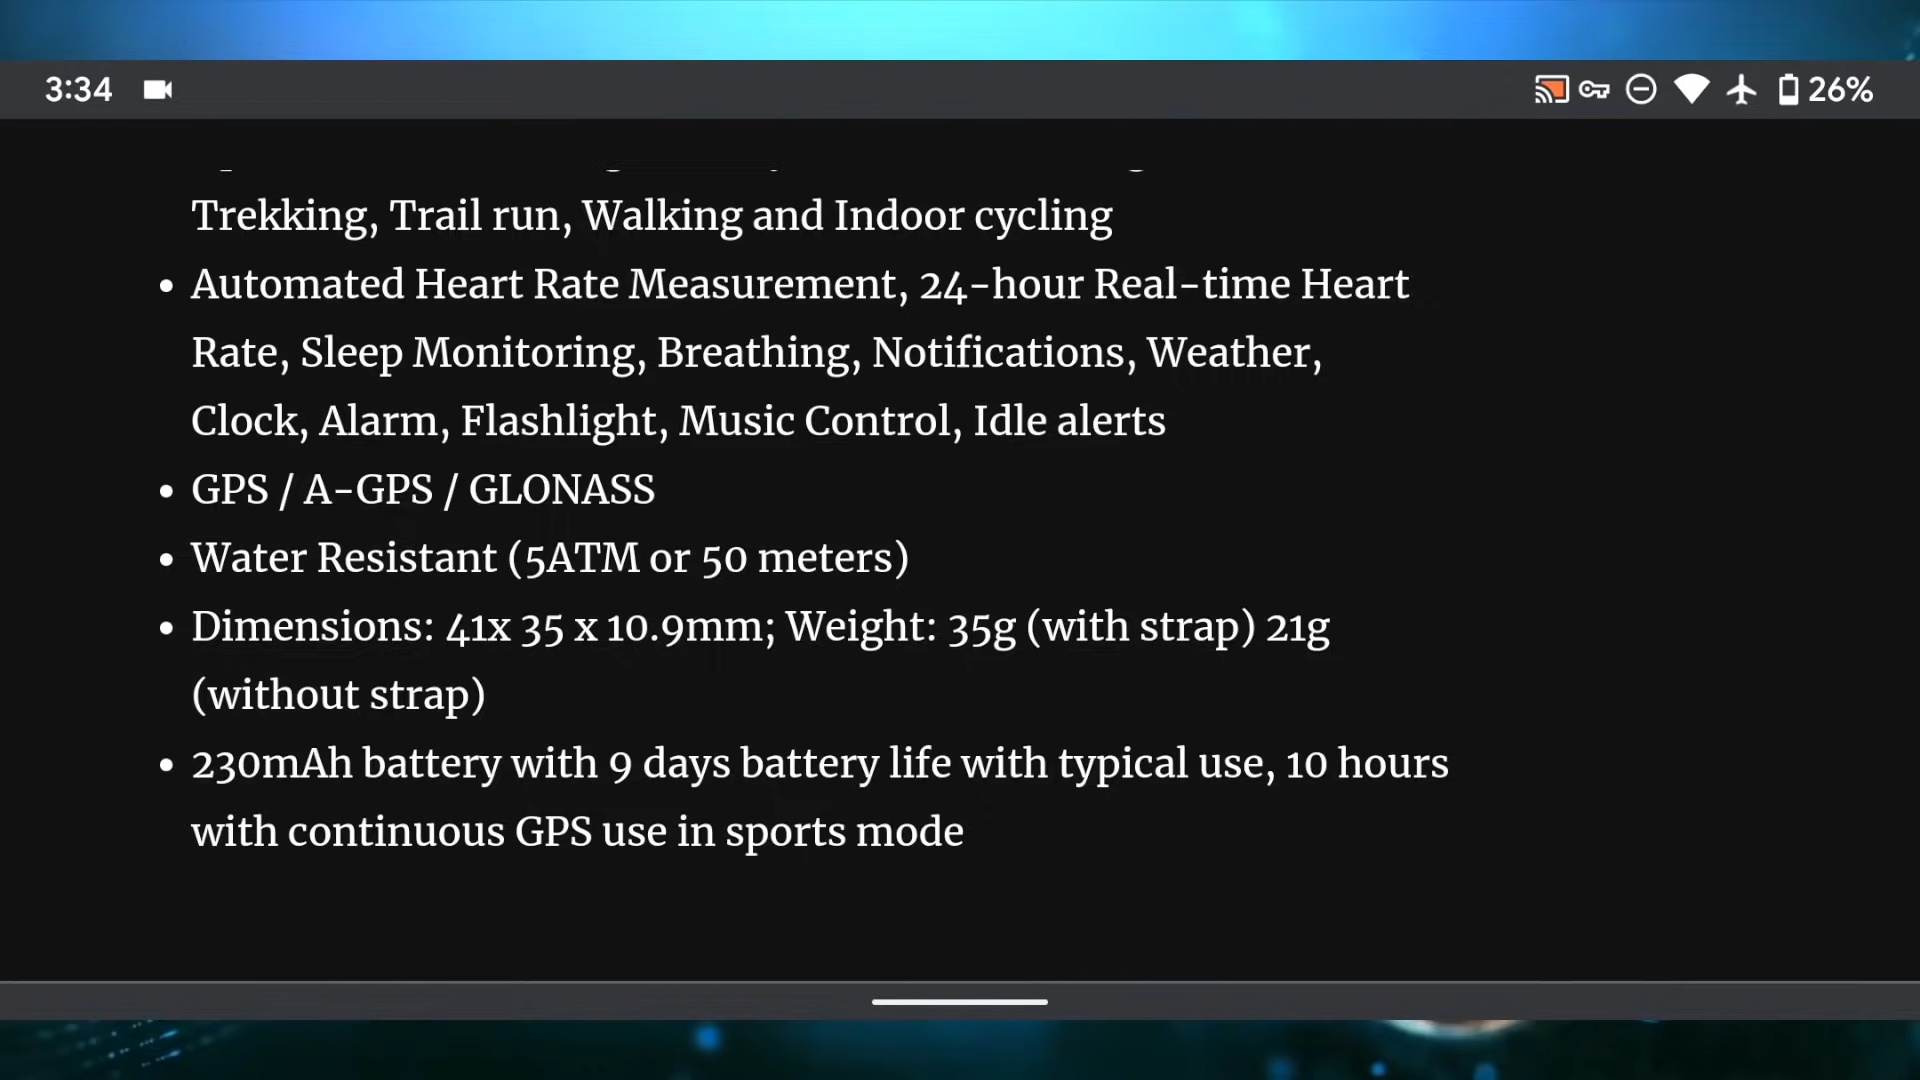 3:34
26%
Trekking, Trail run, Walking and Indoor cycling
• Automated Heart Rate Measurement, 24-hour Real-time Heart
Rate, Sleep Monitoring, Breathing, Notifications, Weather,
Clock, Alarm, Flashlight, Music Control, Idle alerts
• GPS / A-GPS / GLONASS
• Water Resistant (5ATM or 50 meters)
• Dimensions: 41x 35 x 10.9mm; Weight: 35g (with strap) 21g
(without strap)
• 230mAh battery with 9 days battery life with typical use, 10 hours
with continuous GPS use in sports mode